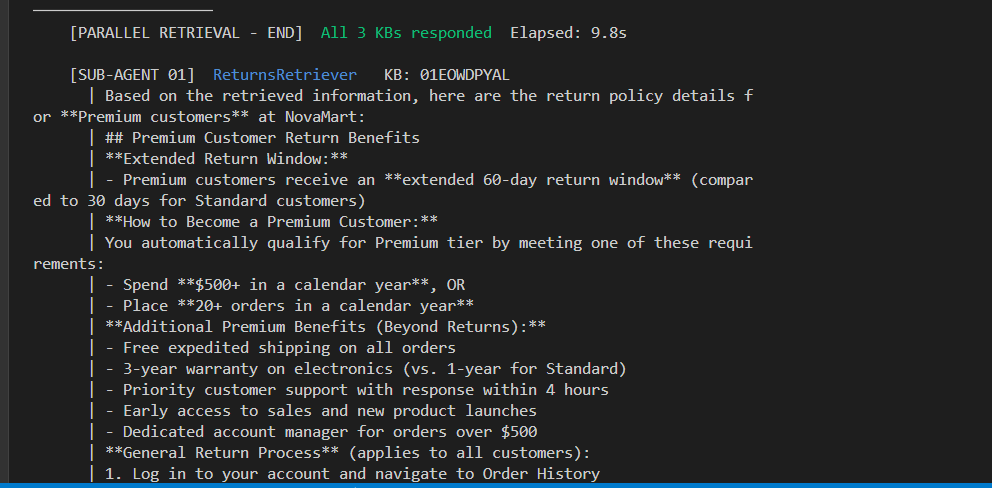 [PARALLEL RETRIEVAL - END]  All 3 KBs responded  Elapsed: 9.8s
[SUB-AGENT 01]  ReturnsRetriever   KB: 01EOWDPYAL
| Based on the retrieved information, here are the return policy details f
or **Premium customers** at NovaMart:
| ## Premium Customer Return Benefits
| **Extended Return Window:**
| - Premium customers receive an **extended 60-day return window** (compar
ed to 30 days for Standard customers)
| **How to Become a Premium Customer:**
| You automatically qualify for Premium tier by meeting one of these requi
rements:
| - Spend **$500+ in a calendar year**, OR
| - Place **20+ orders in a calendar year**
| **Additional Premium Benefits (Beyond Returns):**
| - Free expedited shipping on all orders
| - 3-year warranty on electronics (vs. 1-year for Standard)
| - Priority customer support with response within 4 hours
| - Early access to sales and new product launches
| - Dedicated account manager for orders over $500
| **General Return Process** (applies to all customers):
| 1. Log in to your account and navigate to Order History